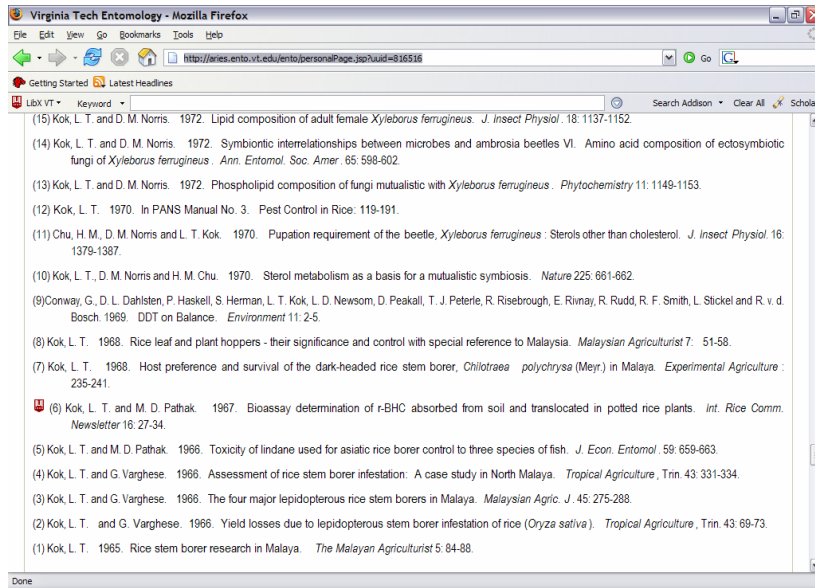 Virginia Tech Entomology - Mozilla Firefox
File Edit View Go Bookmarks Tools Help
http://aries.ento.vt.edu/ento/personalPage.jsp?uuid=816516 Go G
Getting Started Latest Headlines
LibX VT Keyword Search Addison Clear All Schola
(15) Kok, L. T. and D. M. Norris. 1972. Lipid composition of adult female Xyleborus ferrugineus. J. Insect Physiol. 18: 1137-1152.
(14) Kok, L. T. and D. M. Norris. 1972. Symbiontic interrelationships between microbes and ambrosia beetles VI. Amino acid composition of ectosymbiotic
fungi of Xyleborus ferrugineus. Ann. Entomol. Soc. Amer. 65: 598-602.
(13) Kok, L. T. and D. M. Norris. 1972. Phospholipid composition of fungi mutualistic with Xyleborus ferrugineus. Phytochemistry 11: 1149-1153.
(12) Kok, L. T. 1970. In PANS Manual No. 3. Pest Control in Rice: 119-191.
(11) Chu, H. M., D. M. Norris and L. T. Kok. 1970. Pupation requirement of the beetle, Xyleborus ferrugineus : Sterols other than cholesterol. J. Insect Physiol. 16:
1379-1387.
(10) Kok, L. T., D. M. Norris and H. M. Chu. 1970. Sterol metabolism as a basis for a mutualistic symbiosis. Nature 225: 661-662.
(9)Conway, G., D. L. Dahlsten, P. Haskell, S. Herman, L. T. Kok, L. D. Newsom, D. Peakall, T. J. Peterle, R. Risebrough, E. Rivnay, R. Rudd, R. F. Smith, L. Stickel and R. v. d.
Bosch. 1969. DDT on Balance. Environment 11: 2-5.
(8) Kok, L. T. 1968. Rice leaf and plant hoppers - their significance and control with special reference to Malaysia. Malaysian Agriculturist 7: 51-58.
(7) Kok, L. T. 1968. Host preference and survival of the dark-headed rice stem borer, Chilotraea polychrysa (Meyr.) in Malaya. Experimental Agriculture :
235-241.
(6) Kok, L. T. and M. D. Pathak. 1967. Bioassay determination of r-BHC absorbed from soil and translocated in potted rice plants. Int. Rice Comm.
Newsletter 16: 27-34.
(5) Kok, L. T. and M. D. Pathak. 1966. Toxicity of lindane used for asiatic rice borer control to three species of fish. J. Econ. Entomol. 59: 659-663.
(4) Kok, L. T. and G. Varghese. 1966. Assessment of rice stem borer infestation: A case study in North Malaya. Tropical Agriculture, Trin. 43: 331-334.
(3) Kok, L. T. and G. Varghese. 1966. The four major lepidopterous rice stem borers in Malaya. Malaysian Agric. J. 45: 275-288.
(2) Kok, L. T. and G. Varghese. 1966. Yield losses due to lepidopterous stem borer infestation of rice (Oryza sativa). Tropical Agriculture, Trin. 43: 69-73.
(1) Kok, L. T. 1965. Rice stem borer research in Malaya. The Malayan Agriculturist 5: 84-88.
Done